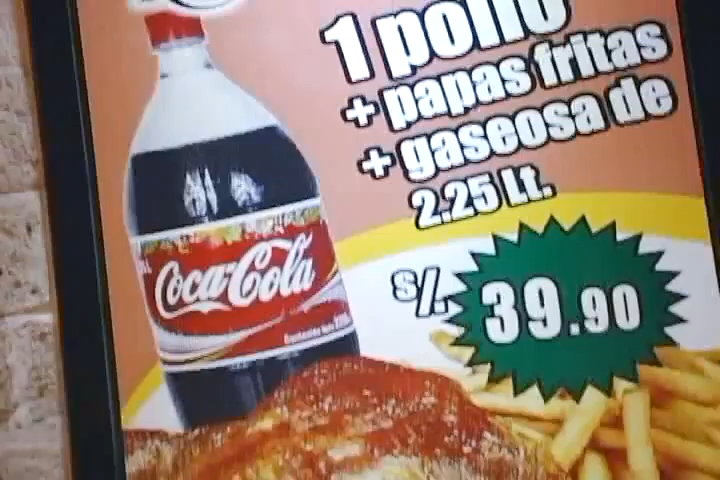 1 pollo
+ papas fritas
+ gaseosa de
2.25 Lt.
S/. 39.90
Coca-Cola